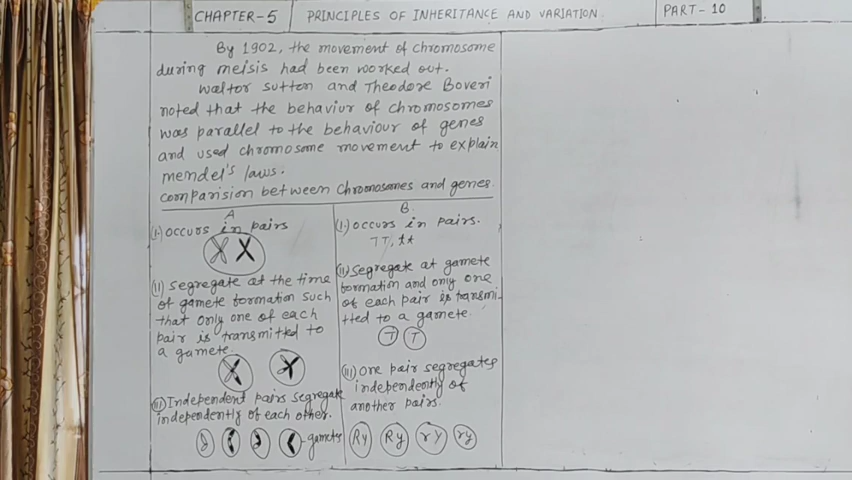 CHAPTER-5 PRINCIPLES OF INHERITANCE AND VARIATION PART-10
By 1902, the movement of chromosome
during meisis had been worked out.
Waltor Sutton and Theodore Boveri
noted that the behaviur of chromosomes
was parallel to the behaviour of genes
and used chromosome movement to explain
mendel's laws.
comparision between chromosomes and genes.
A
(I.) occurs in pairs
(II) segregate at the time
of gamete formation such
that only one of each
pair is transmitted to
a gamete.
(III) Independent pairs segregate
independently of each other.
gametes
B.
(I.) occurs in pairs.
TT, tt
(II) segregate at gamete
formation and only one
of each pair is transmi-
tted to a gamete.
T T
(III) one pair segregates
independently of
another pairs.
Ry Ry rY ry